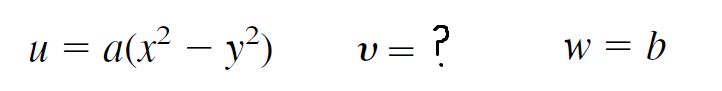 u = a(x² − y²) υ = ? w = b